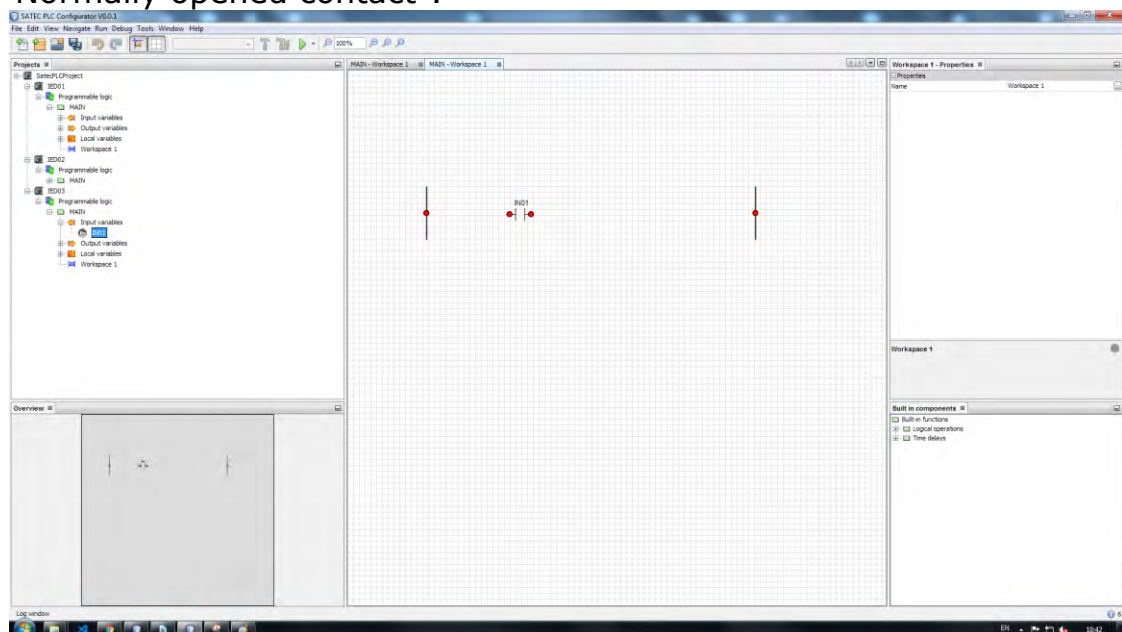 "Normally opened contact".
SATEC PLC Configurator V0.0.1
File Edit View Navigate Run Debug Tools Window Help
100%
Projects
SatecPLCProject
IED01
Programmable logic
MAIN
Input variables
Output variables
Local variables
Workspace 1
IED02
Programmable logic
MAIN
IED03
Programmable logic
MAIN
Input variables
IN01
Output variables
Local variables
Workspace 1
MAIN - Workspace 1
MAIN - Workspace 1
IN01
Workspace 1 - Properties
Properties
Name Workspace 1
Workspace 1
Overview
Built in components
Built-in functions
Logical operations
Time delays
Log window
6
EN 10:42